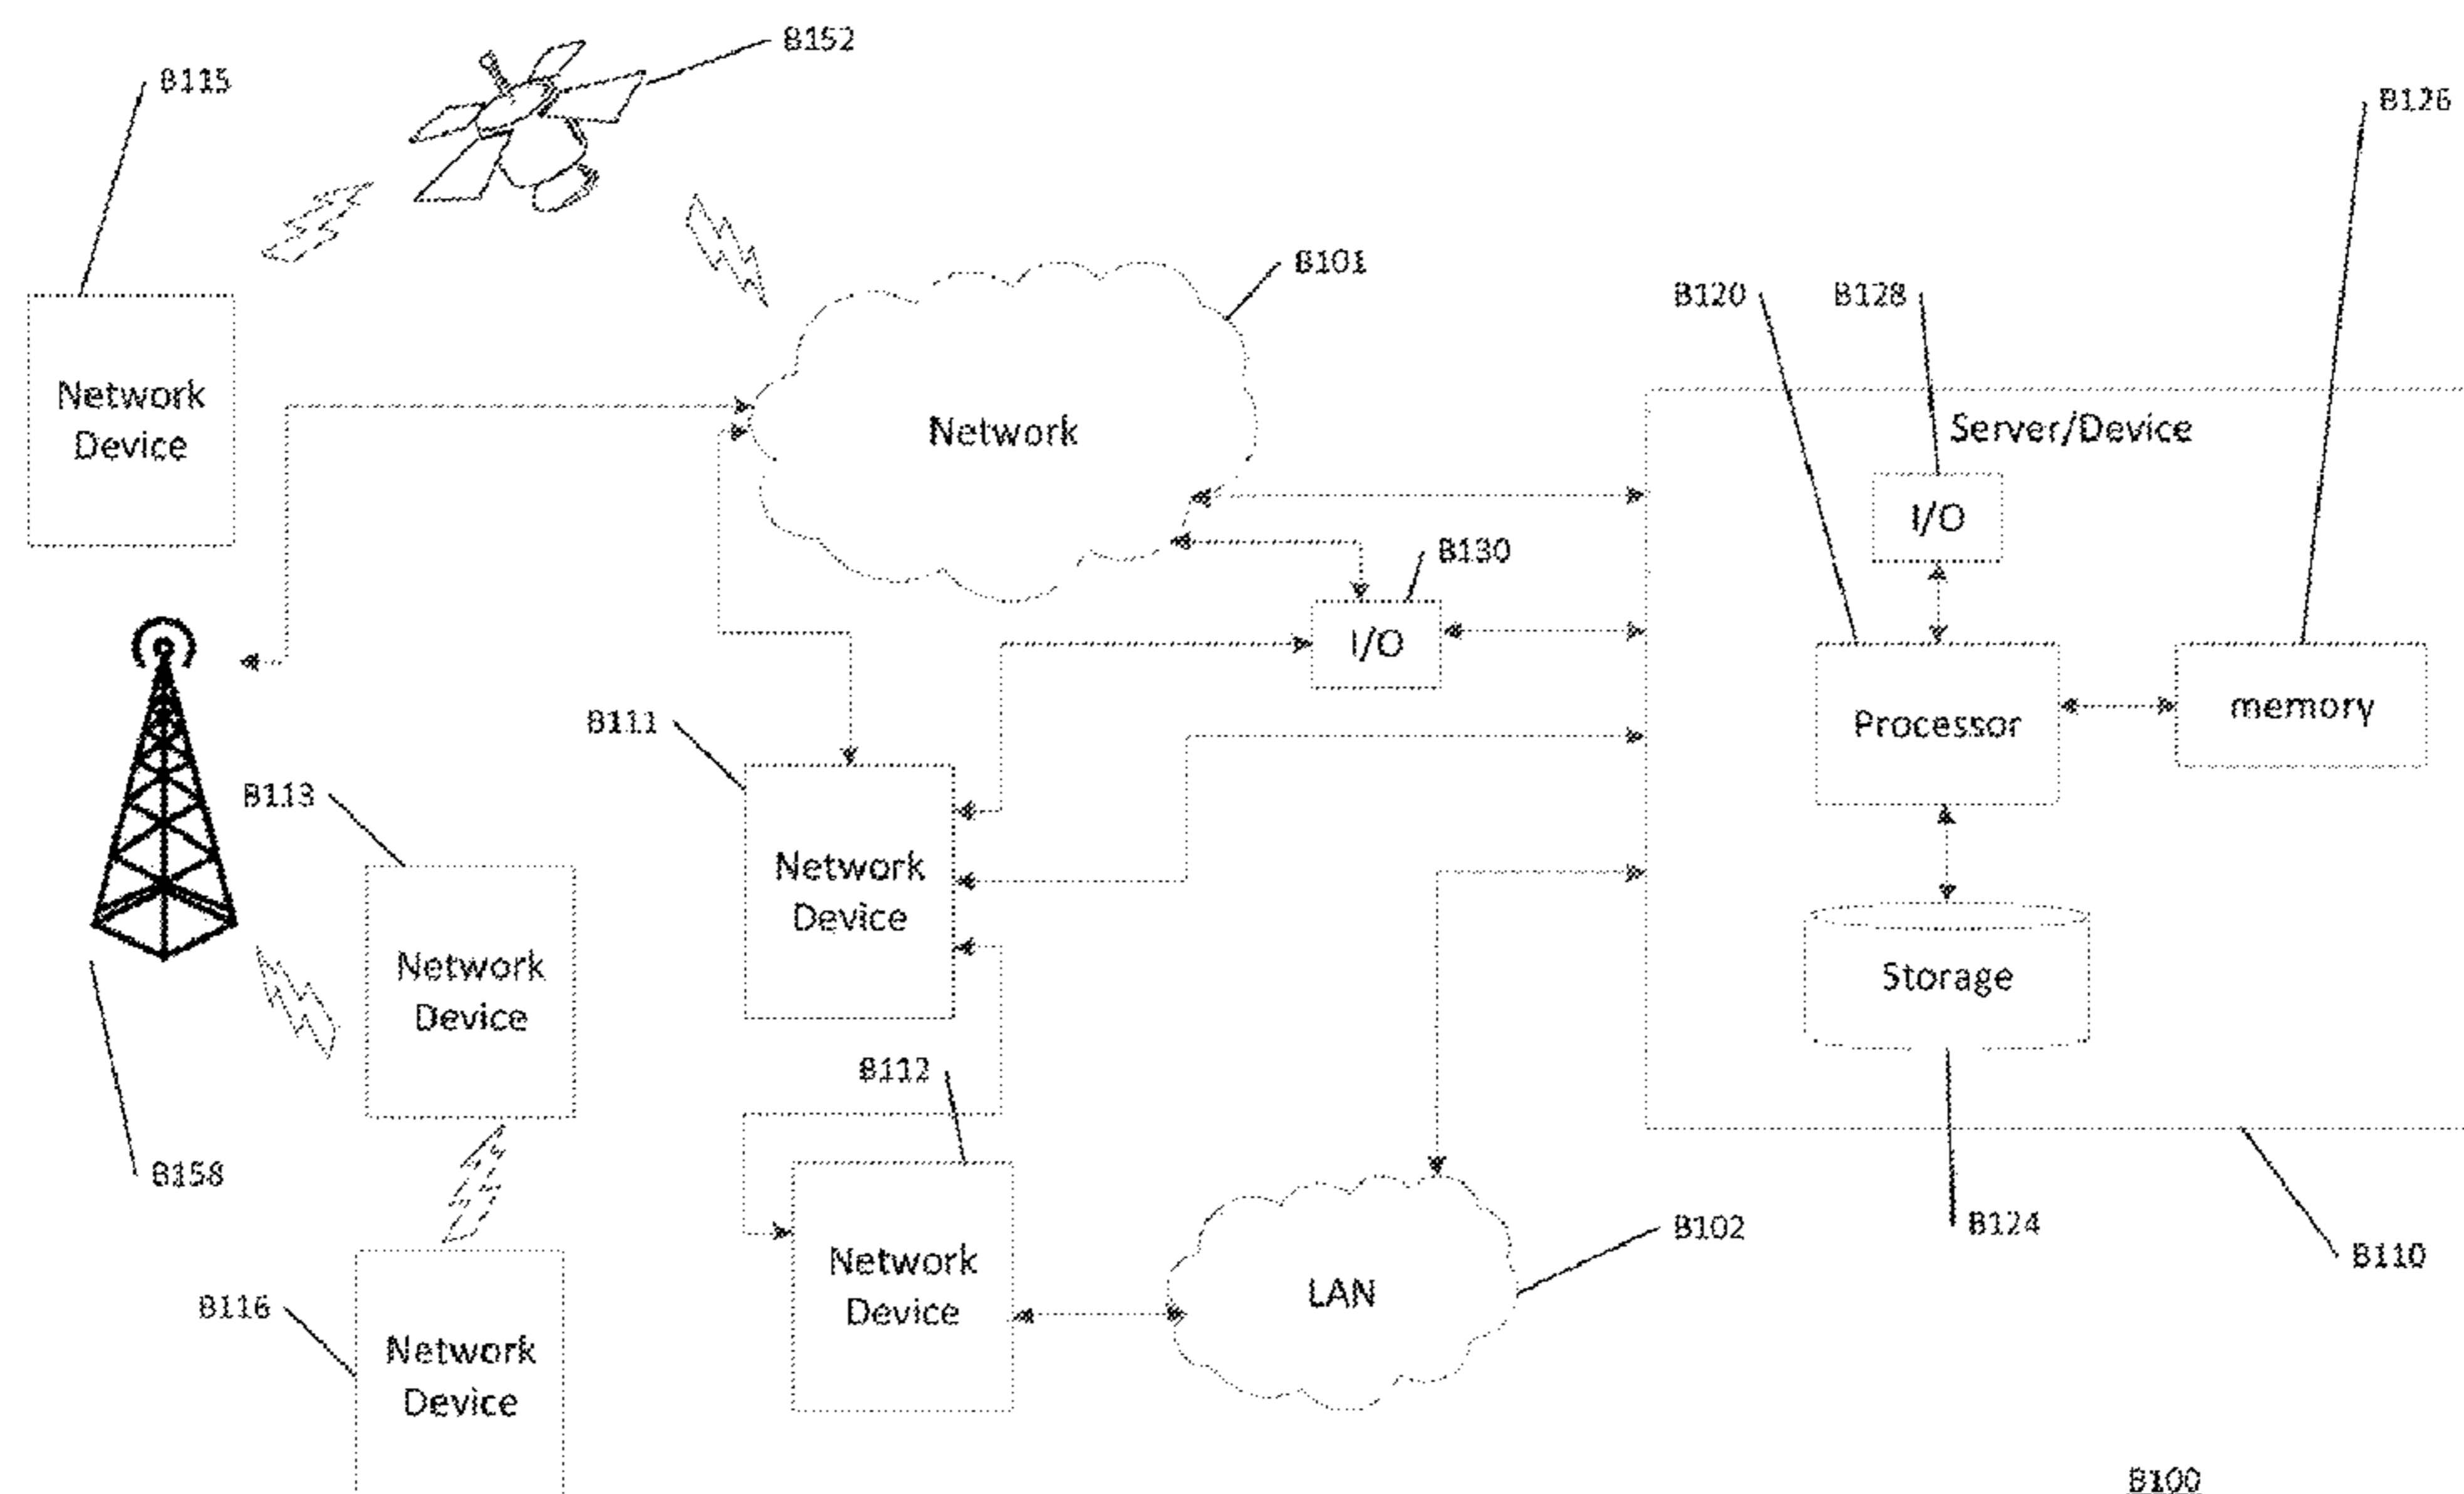 B152
B115
B126
B101
B120
B128
Network
Device
Network
Server/Device
I/O
B130
I/O
B111
Processor
memory
B113
Network
Device
Network
Device
Storage
B112
B158
B102
B124
B110
Network
Device
LAN
B116
Network
Device
B100